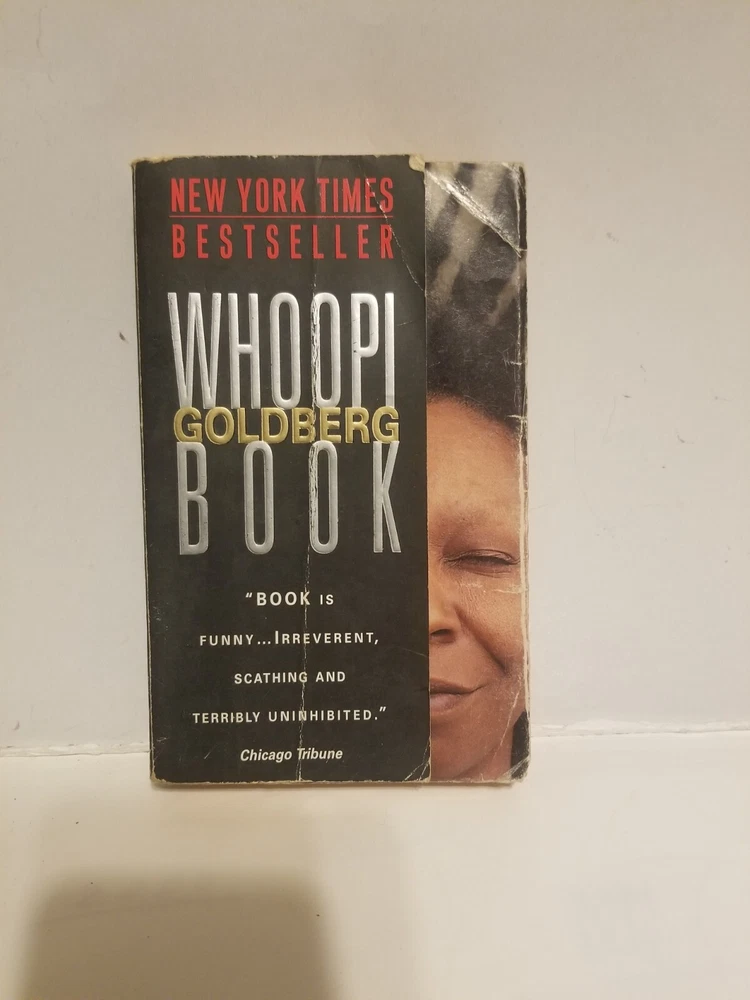 NEW YORK TIMES
BESTSELLER
WHOOPI
GOLDBERG
BOOK
“BOOK IS
FUNNY...IRREVERENT,
SCATHING AND
TERRIBLY UNINHIBITED.”
Chicago Tribune